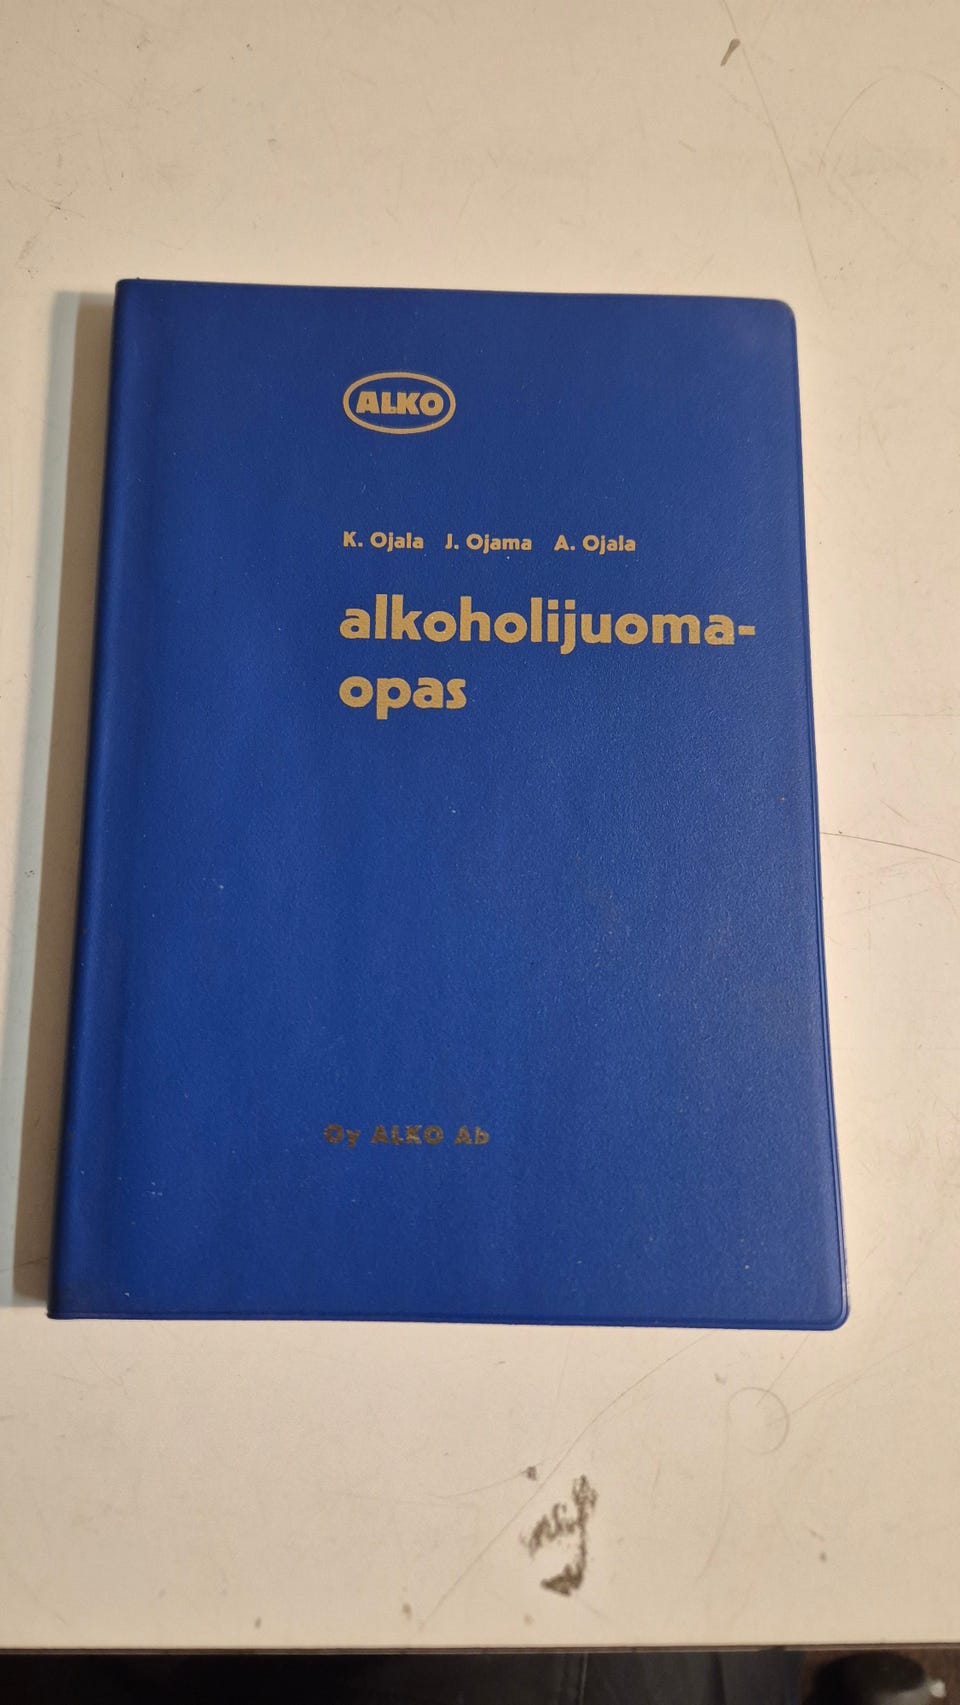 ALKO
K. Ojala J. Ojama A. Ojala
alkoholijuoma-
opas
Oy ALKO Ab